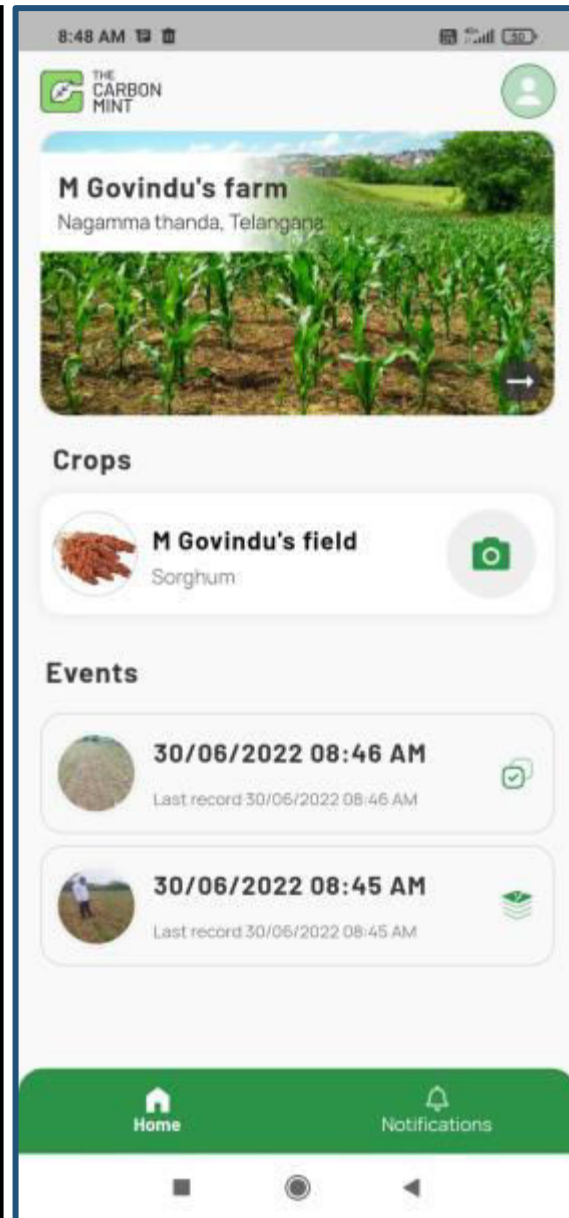 8:48 AM
50
THE
CARBON
MINT
M Govindu's farm
Nagamma thanda, Telangana
Crops
M Govindu's field
Sorghum
Events
30/06/2022 08:46 AM
Last record 30/06/2022 08:46 AM
30/06/2022 08:45 AM
Last record 30/06/2022 08:45 AM
Home
Notifications